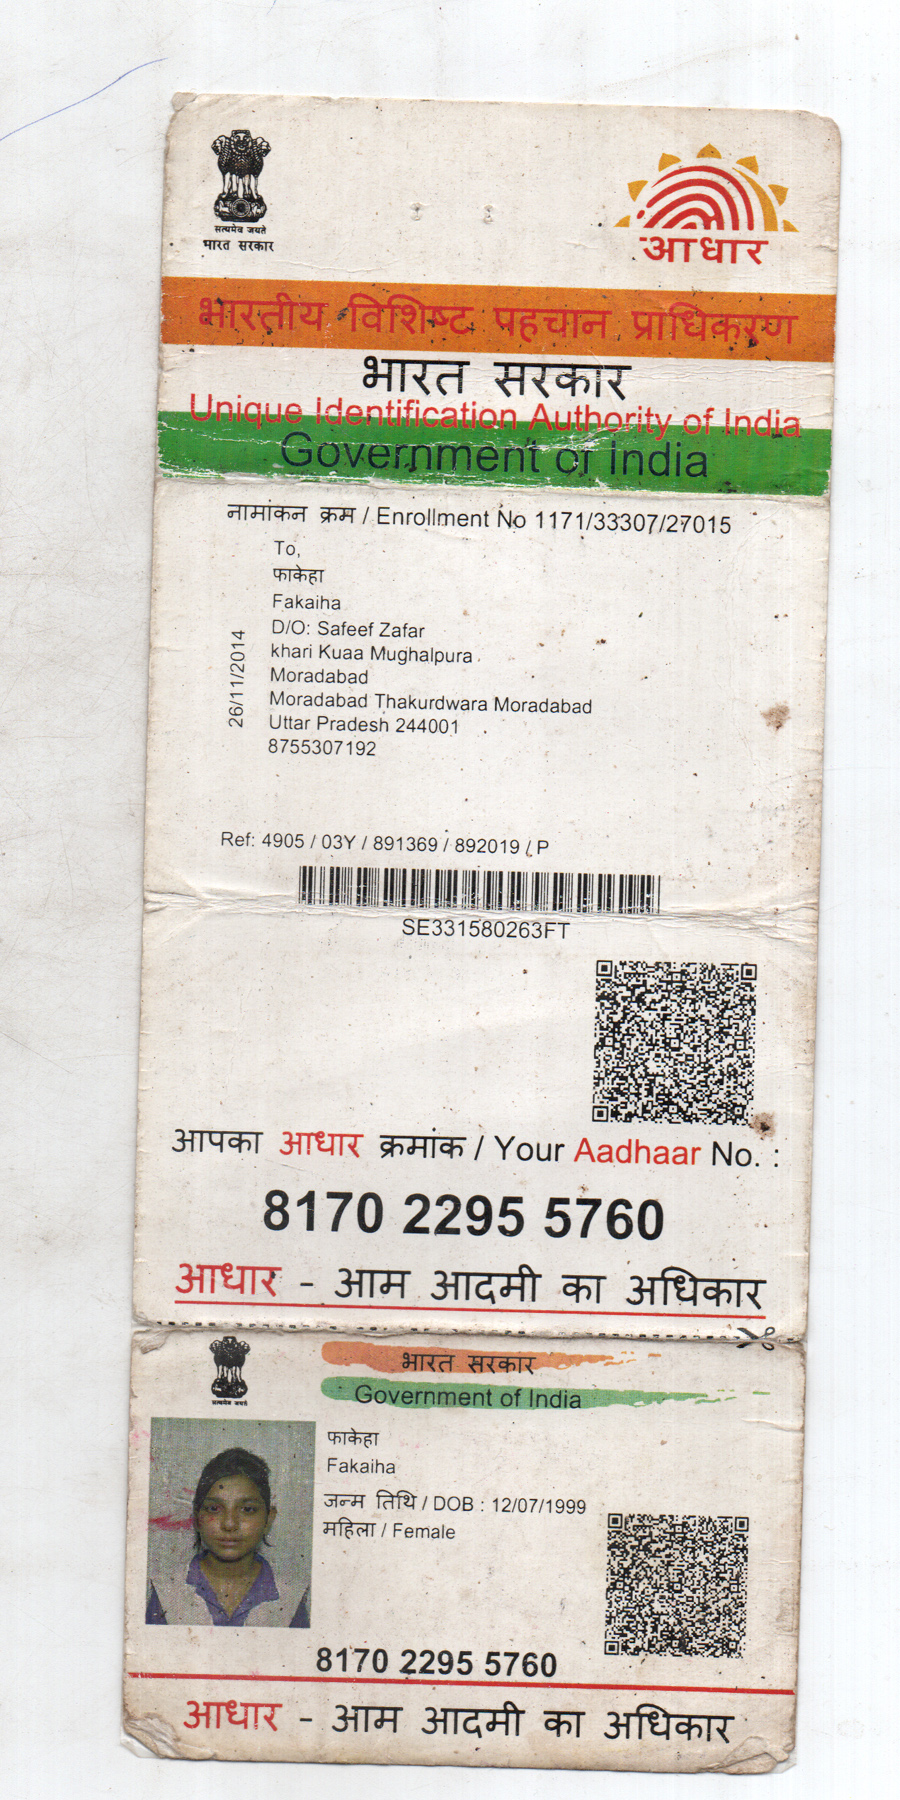 सत्यमेव जयते
भारत सरकार
आधार
भारतीय विशिष्ट पहचान प्राधिकरण
भारत सरकार
Unique Identification Authority of India
Government of India
नामांकन क्रम / Enrollment No 1171/33307/27015
To,
फाकेहा
Fakaiha
D/O: Safeef Zafar
khari Kuaa Mughalpura
Moradabad
Moradabad Thakurdwara Moradabad
Uttar Pradesh 244001
8755307192
26/11/2014
Ref: 4905 / 03Y / 891369 / 892019 / P
SE331580263FT
आपका आधार क्रमांक / Your Aadhaar No. :
8170 2295 5760
आधार - आम आदमी का अधिकार
सत्यमेव जयते
भारत सरकार
Government of India
फाकेहा
Fakaiha
जन्म तिथि / DOB : 12/07/1999
महिला / Female
8170 2295 5760
आधार - आम आदमी का अधिकार